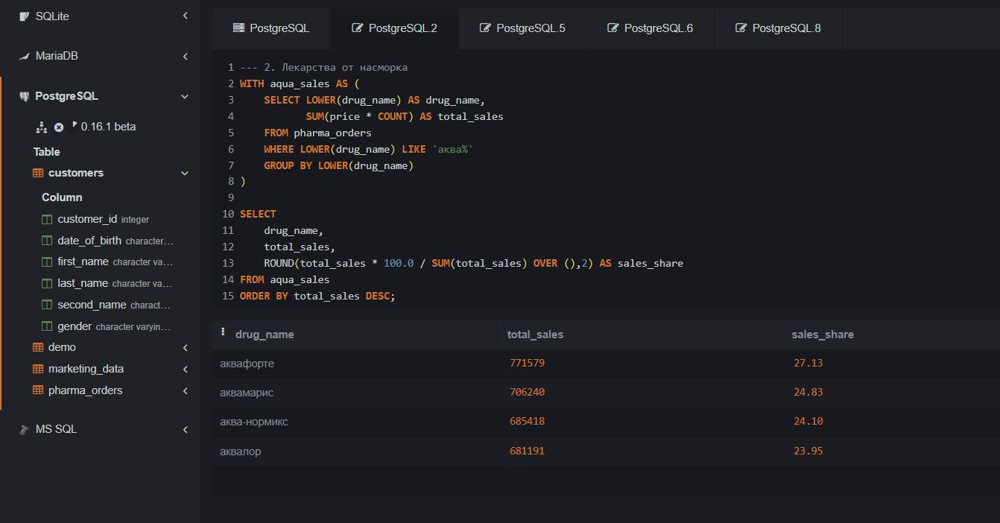 SQLite
MariaDB
PostgreSQL
0.16.1 beta
Table
customers
Column
customer_id integer
date_of_birth character...
first_name character va...
last_name character va...
second_name charact...
gender character varyin...
demo
marketing_data
pharma_orders
MS SQL
PostgreSQL PostgreSQL.2 PostgreSQL.5 PostgreSQL.6 PostgreSQL.8
1 --- 2. Лекарства от насморка
2 WITH aqua_sales AS (
3     SELECT LOWER(drug_name) AS drug_name,
4            SUM(price * COUNT) AS total_sales
5     FROM pharma_orders
6     WHERE LOWER(drug_name) LIKE 'аква%'
7     GROUP BY LOWER(drug_name)
8 )
9
10 SELECT
11     drug_name,
12     total_sales,
13     ROUND(total_sales * 100.0 / SUM(total_sales) OVER (),2) AS sales_share
14 FROM aqua_sales
15 ORDER BY total_sales DESC;
drug_name total_sales sales_share
аквафорте 771579 27.13
аквамарис 706240 24.83
аква-нормикс 685418 24.10
аквалор 681191 23.95